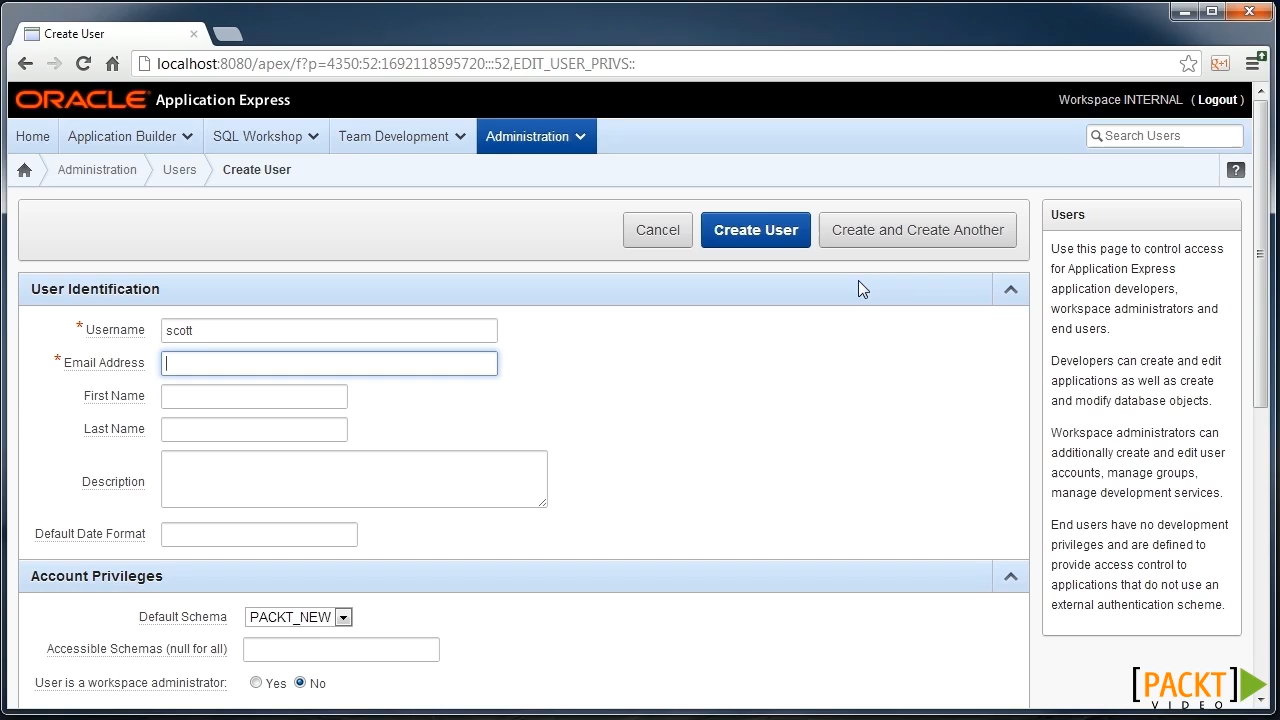 Create User
localhost:8080/apex/f?p=4350:52:1692118595720:::52,EDIT_USER_PRIVS::
g+1
ORACLE Application Express
Workspace INTERNAL ( Logout )
Home
Application Builder
SQL Workshop
Team Development
Administration
Search Users
Administration
Users
Create User
?
Cancel
Create User
Create and Create Another
User Identification
* Username
scott
* Email Address
First Name
Last Name
Description
Default Date Format
Account Privileges
Default Schema
PACKT_NEW
Accessible Schemas (null for all)
User is a workspace administrator:
Yes
No
Users
Use this page to control access
for Application Express
application developers,
workspace administrators and
end users.
Developers can create and edit
applications as well as create
and modify database objects.
Workspace administrators can
additionally create and edit user
accounts, manage groups,
manage development services.
End users have no development
privileges and are defined to
provide access control to
applications that do not use an
external authentication scheme.
[PACKT]
VIDEO